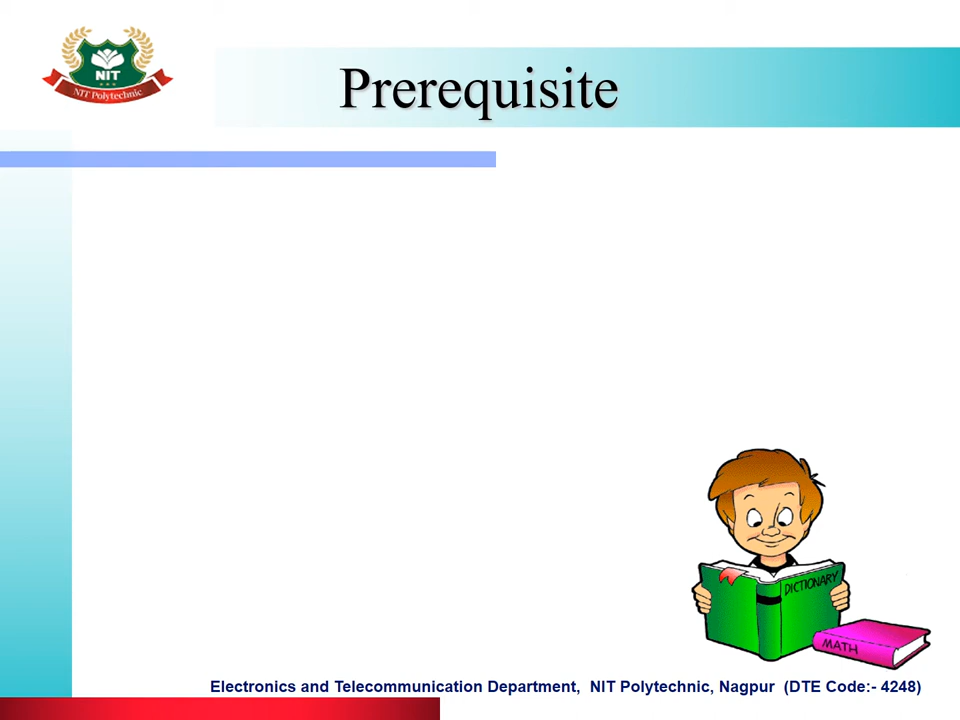 NIT
NIT Polytechnic
Prerequisite
DICTIONARY
MATH
Electronics and Telecommunication Department,  NIT Polytechnic, Nagpur  (DTE Code:- 4248)